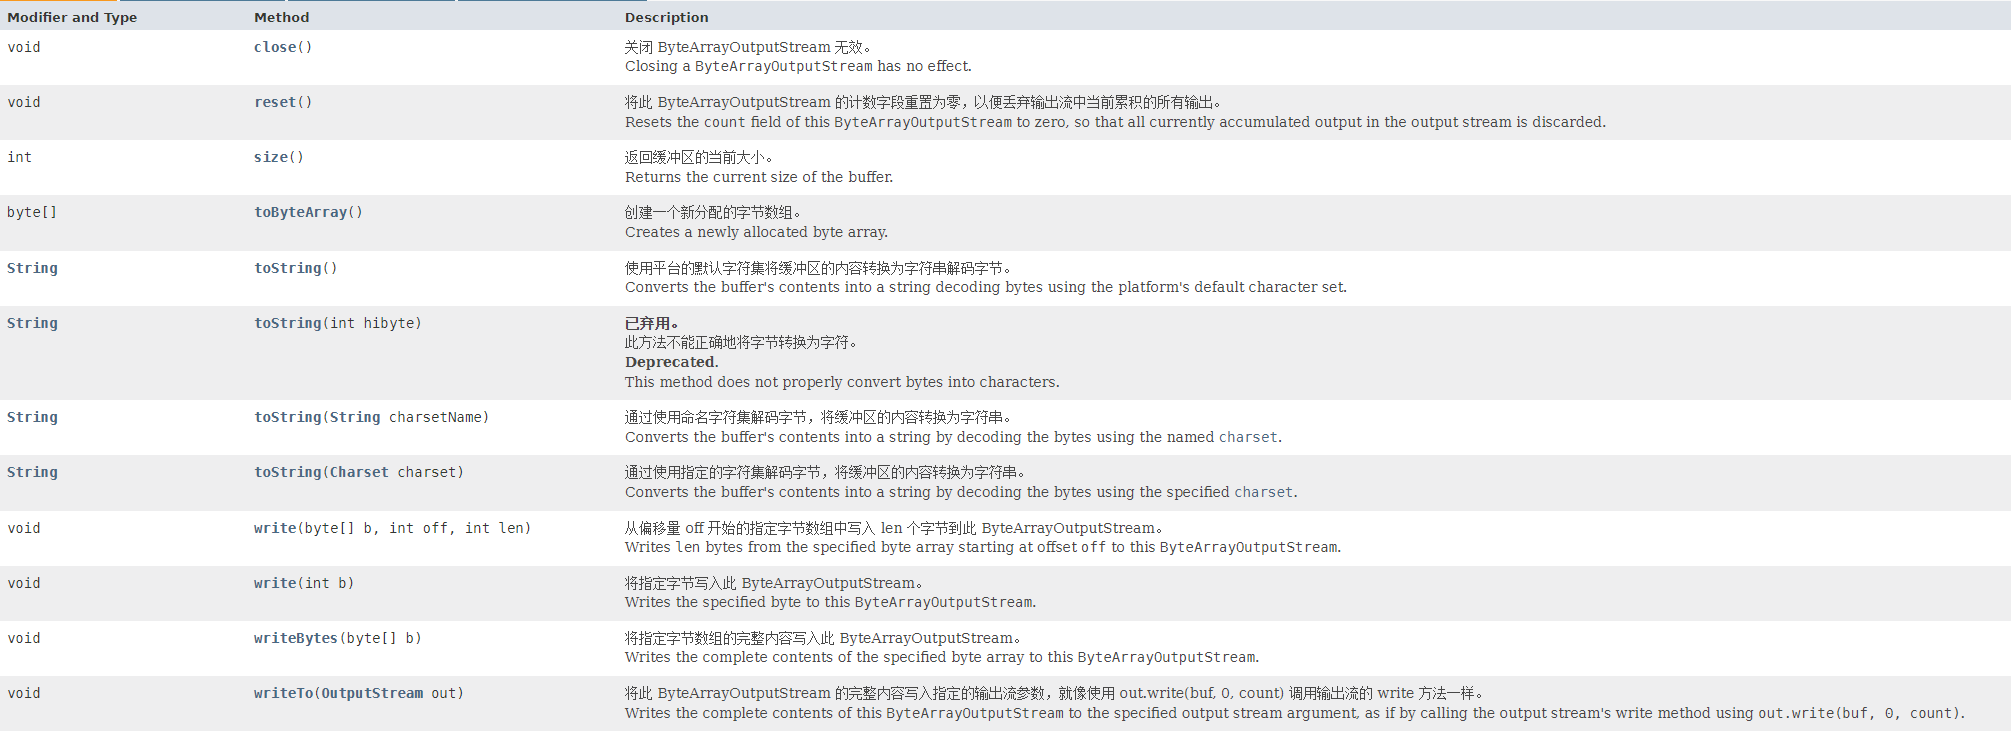 Modifier and Type Method Description
void close() 关闭 ByteArrayOutputStream 无效。
Closing a ByteArrayOutputStream has no effect.
void reset() 将此 ByteArrayOutputStream 的计数字段重置为零，以便丢弃输出流中当前累积的所有输出。
Resets the count field of this ByteArrayOutputStream to zero, so that all currently accumulated output in the output stream is discarded.
int size() 返回缓冲区的当前大小。
Returns the current size of the buffer.
byte[] toByteArray() 创建一个新分配的字节数组。
Creates a newly allocated byte array.
String toString() 使用平台的默认字符集将缓冲区的内容转换为字符串解码字节。
Converts the buffer's contents into a string decoding bytes using the platform's default character set.
String toString(int hibyte) 已弃用。
此方法不能正确地将字节转换为字符。
Deprecated.
This method does not properly convert bytes into characters.
String toString(String charsetName) 通过使用命名字符集解码字节，将缓冲区的内容转换为字符串。
Converts the buffer's contents into a string by decoding the bytes using the named charset.
String toString(Charset charset) 通过使用指定的字符集解码字节，将缓冲区的内容转换为字符串。
Converts the buffer's contents into a string by decoding the bytes using the specified charset.
void write(byte[] b, int off, int len) 从偏移量 off 开始的指定字节数组中写入 len 个字节到此 ByteArrayOutputStream。
Writes len bytes from the specified byte array starting at offset off to this ByteArrayOutputStream.
void write(int b) 将指定字节写入此 ByteArrayOutputStream。
Writes the specified byte to this ByteArrayOutputStream.
void writeBytes(byte[] b) 将指定字节数组的完整内容写入此 ByteArrayOutputStream。
Writes the complete contents of the specified byte array to this ByteArrayOutputStream.
void writeTo(OutputStream out) 将此 ByteArrayOutputStream 的完整内容写入指定的输出流参数，就像使用 out.write(buf, 0, count) 调用输出流的 write 方法一样。
Writes the complete contents of this ByteArrayOutputStream to the specified output stream argument, as if by calling the output stream's write method using out.write(buf, 0, count).